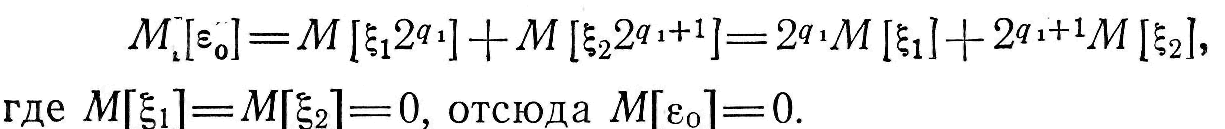 M[ε₀]=M[ξ₁2^{q₁}]+M[ξ₂2^{q₁+1}]=2^{q₁}M[ξ₁]+2^{q₁+1}M[ξ₂],
где M[ξ₁]=M[ξ₂]=0, отсюда M[ε₀]=0.